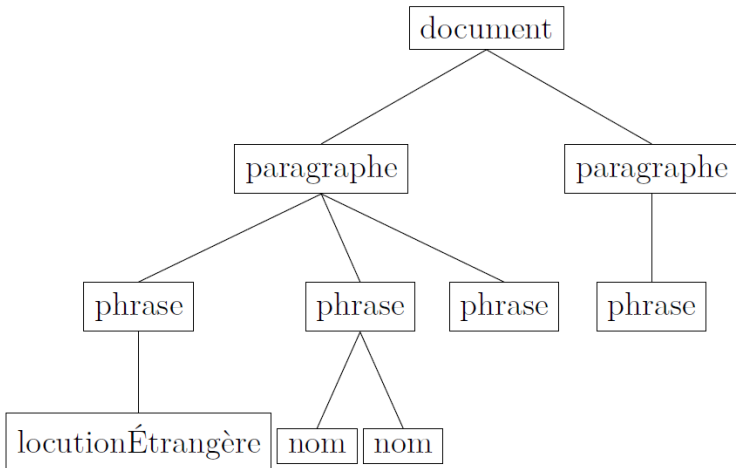 document
paragraphe paragraphe
phrase phrase phrase phrase
locutionÉtrangère nom nom